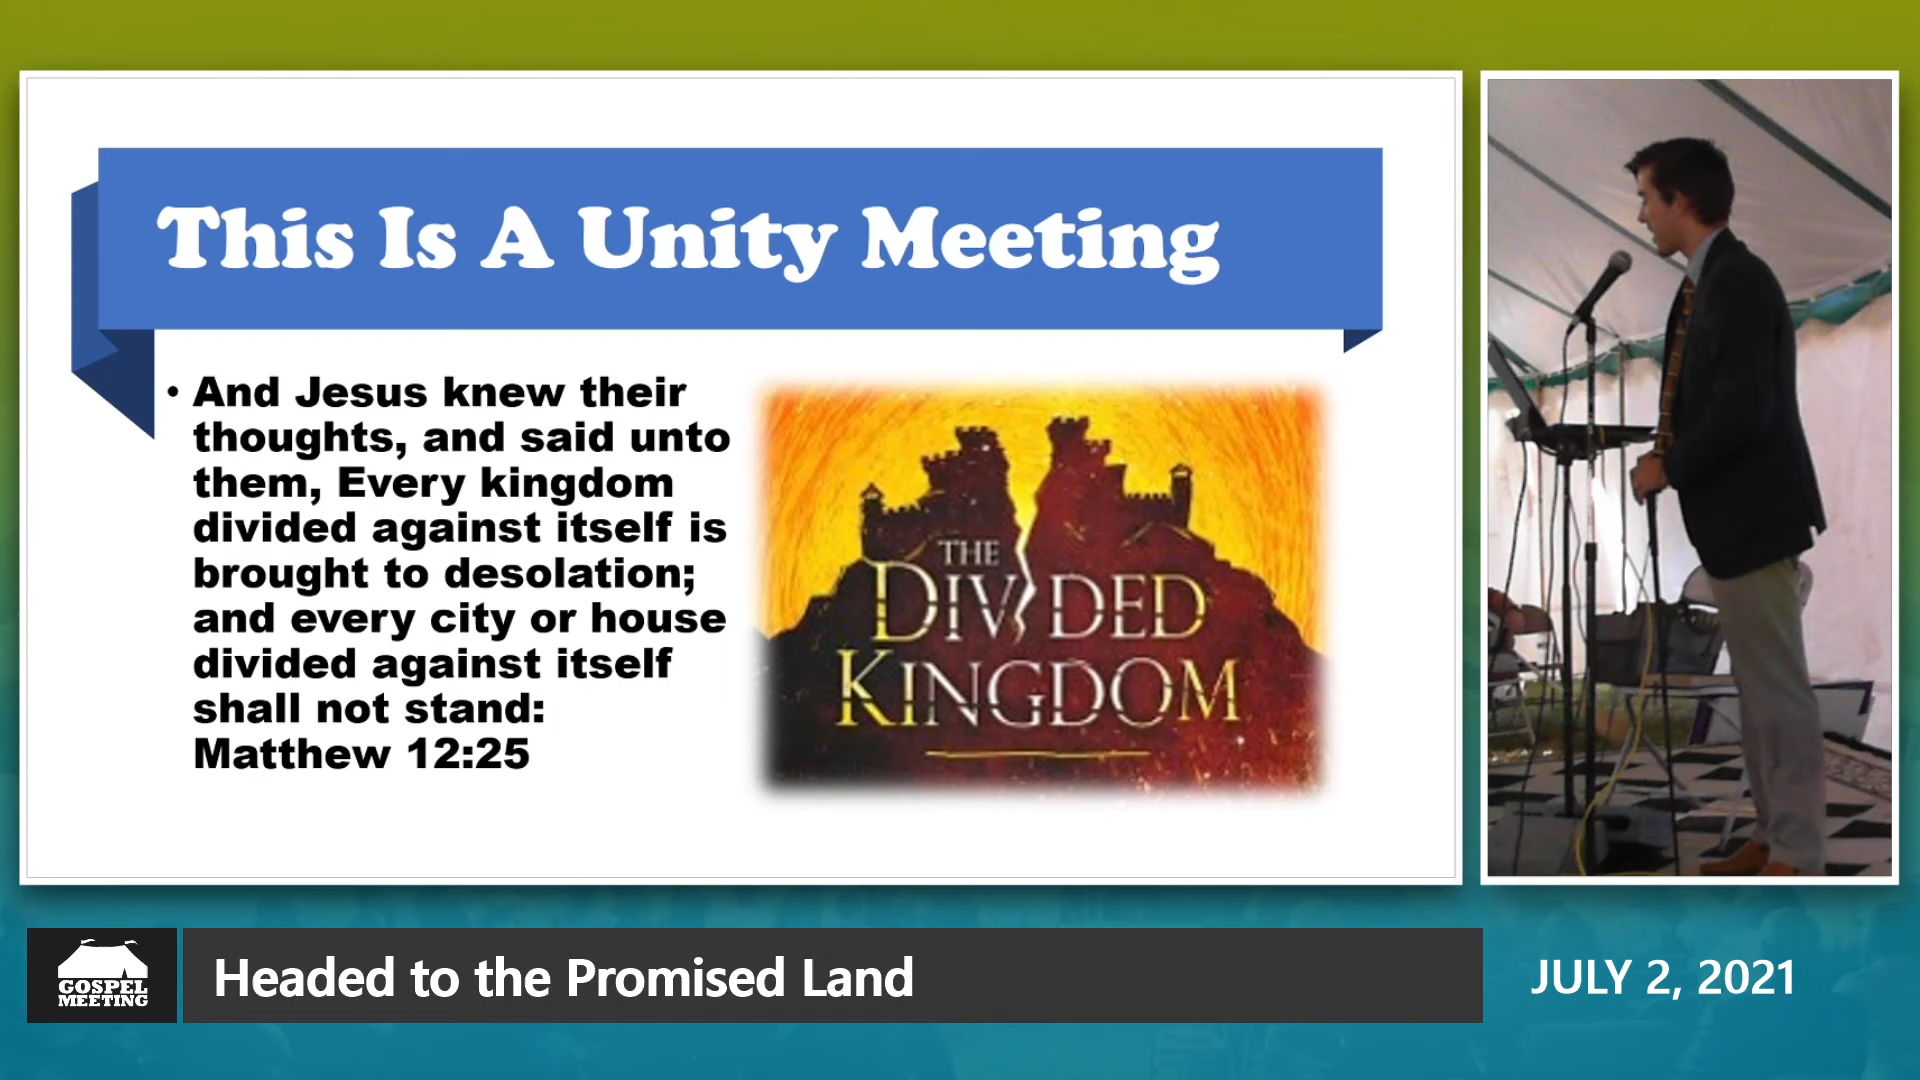 This Is A Unity Meeting
• And Jesus knew their
thoughts, and said unto
them, Every kingdom
divided against itself is
brought to desolation;
and every city or house
divided against itself
shall not stand:
Matthew 12:25
THE
DIVIDED
KINGDOM
GOSPEL
MEETING
Headed to the Promised Land
JULY 2, 2021